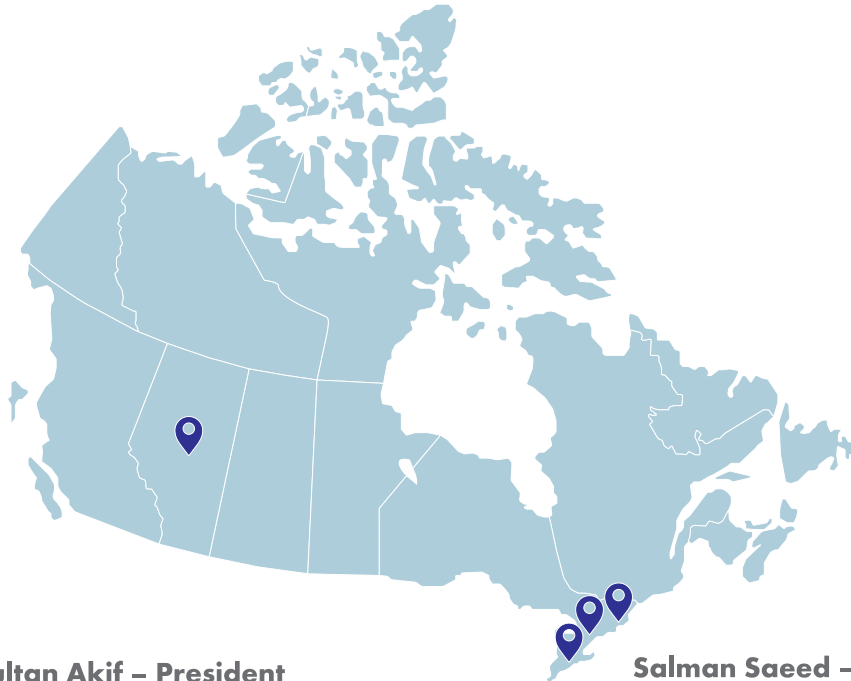 ultan Akif – President
Salman Saeed –